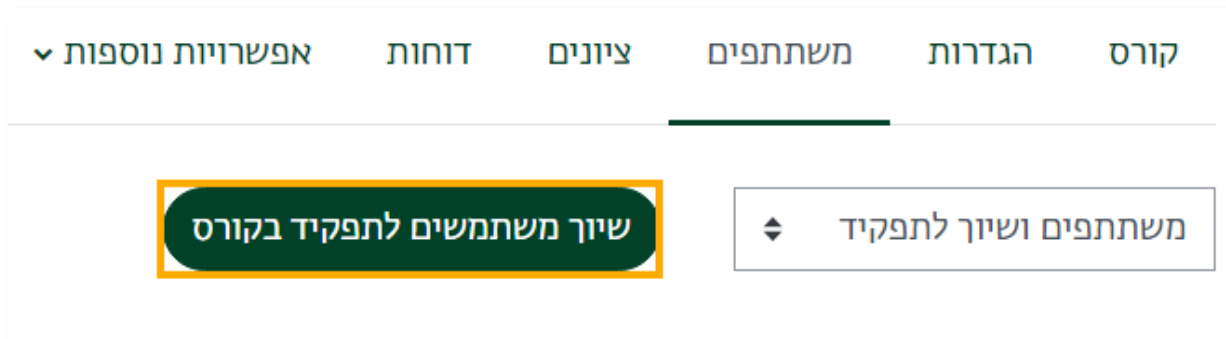 קורס הגדרות משתתפים ציונים דוחות אפשרויות נוספות
משתתפים ושיוך לתפקיד שיוך משתמשים לתפקיד בקורס